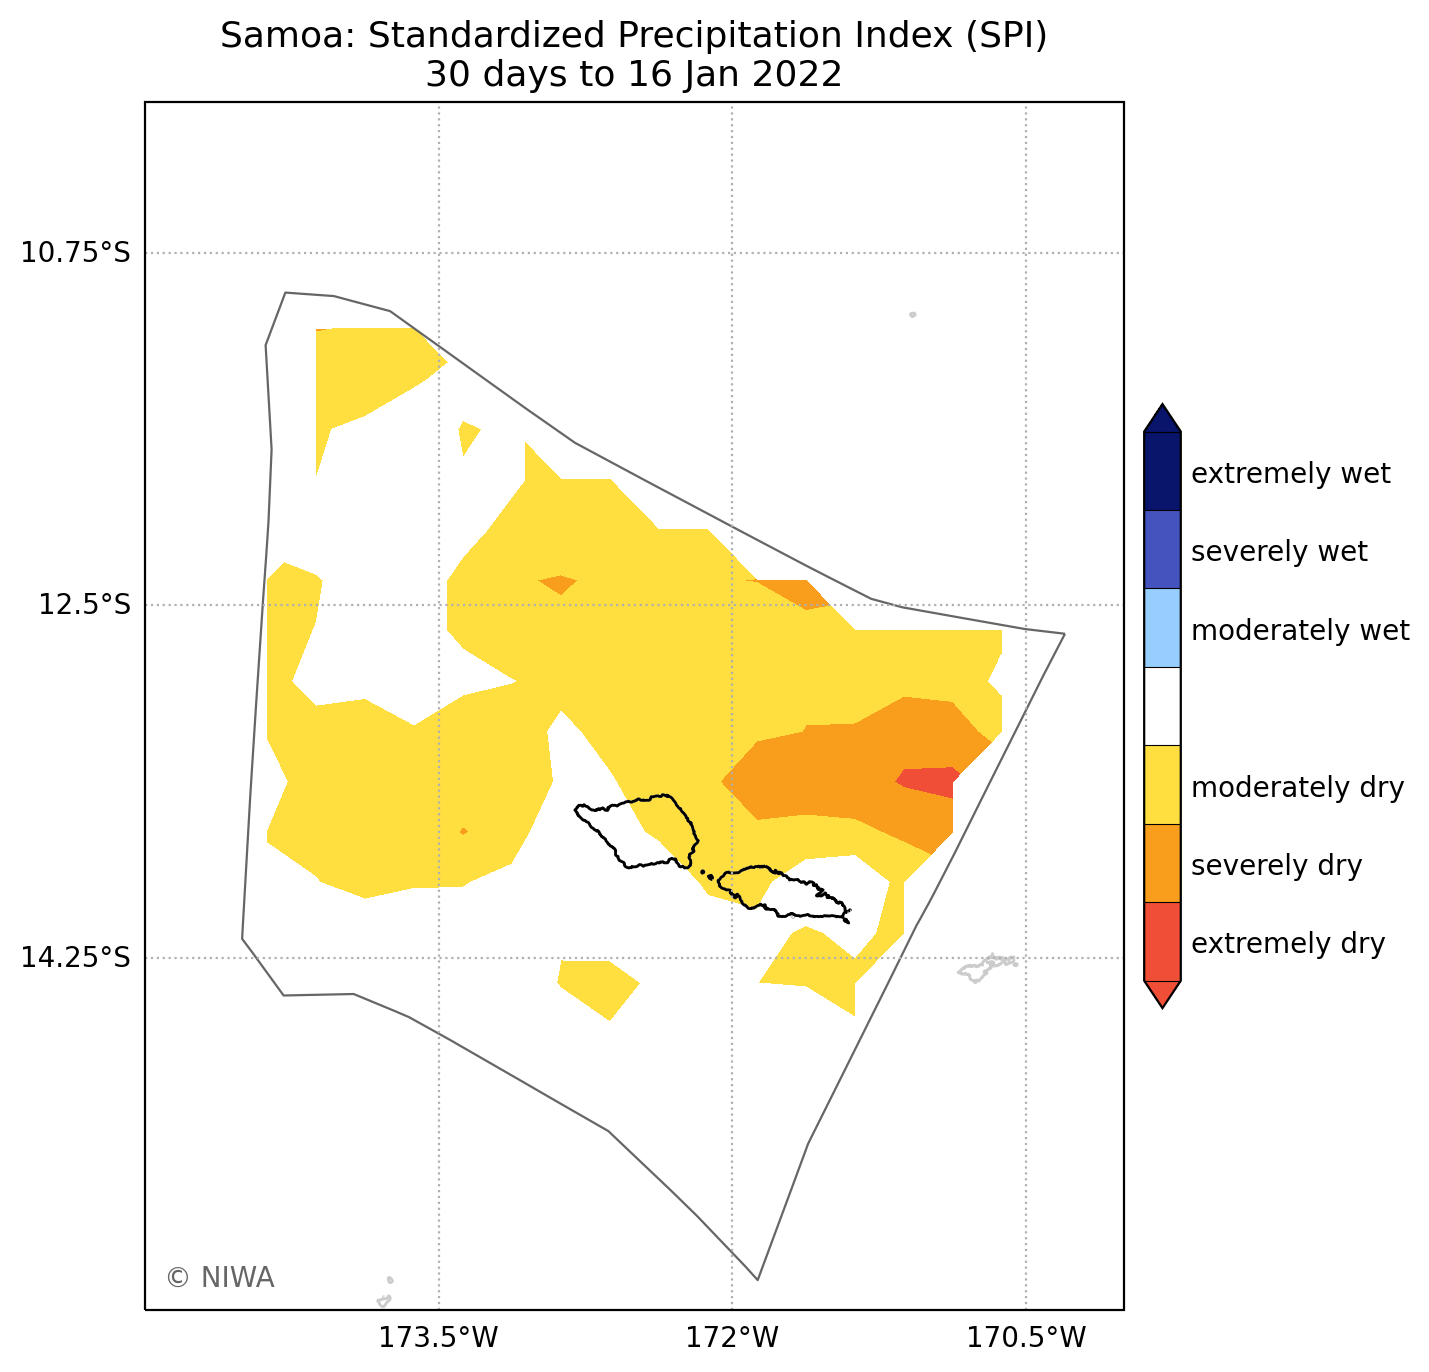 Samoa: Standardized Precipitation Index (SPI)
30 days to 16 Jan 2022
10.75°S
12.5°S
14.25°S
173.5°W
172°W
170.5°W
extremely wet
severely wet
moderately wet
moderately dry
severely dry
extremely dry
© NIWA